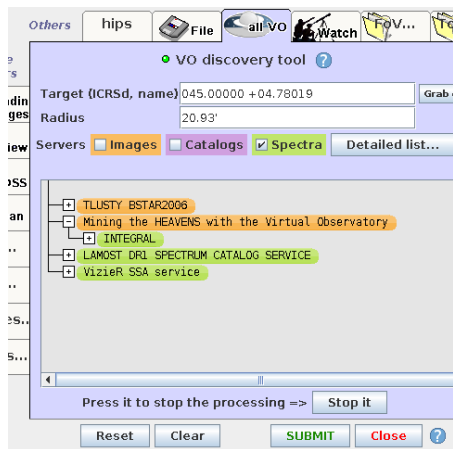 Others hips File all VO Watch FoV...
VO discovery tool ?
Target (ICRSd, name) 045.00000 +04.78019 Grab
Radius 20.93'
Servers Images Catalogs Spectra Detailed list...
TLUSTY BSTAR2006
Mining the HEAVENS with the Virtual Observatory
INTEGRAL
LAMOST DR1 SPECTRUM CATALOG SERVICE
VizieR SSA service
Press it to stop the processing => Stop it
Reset Clear SUBMIT Close ?